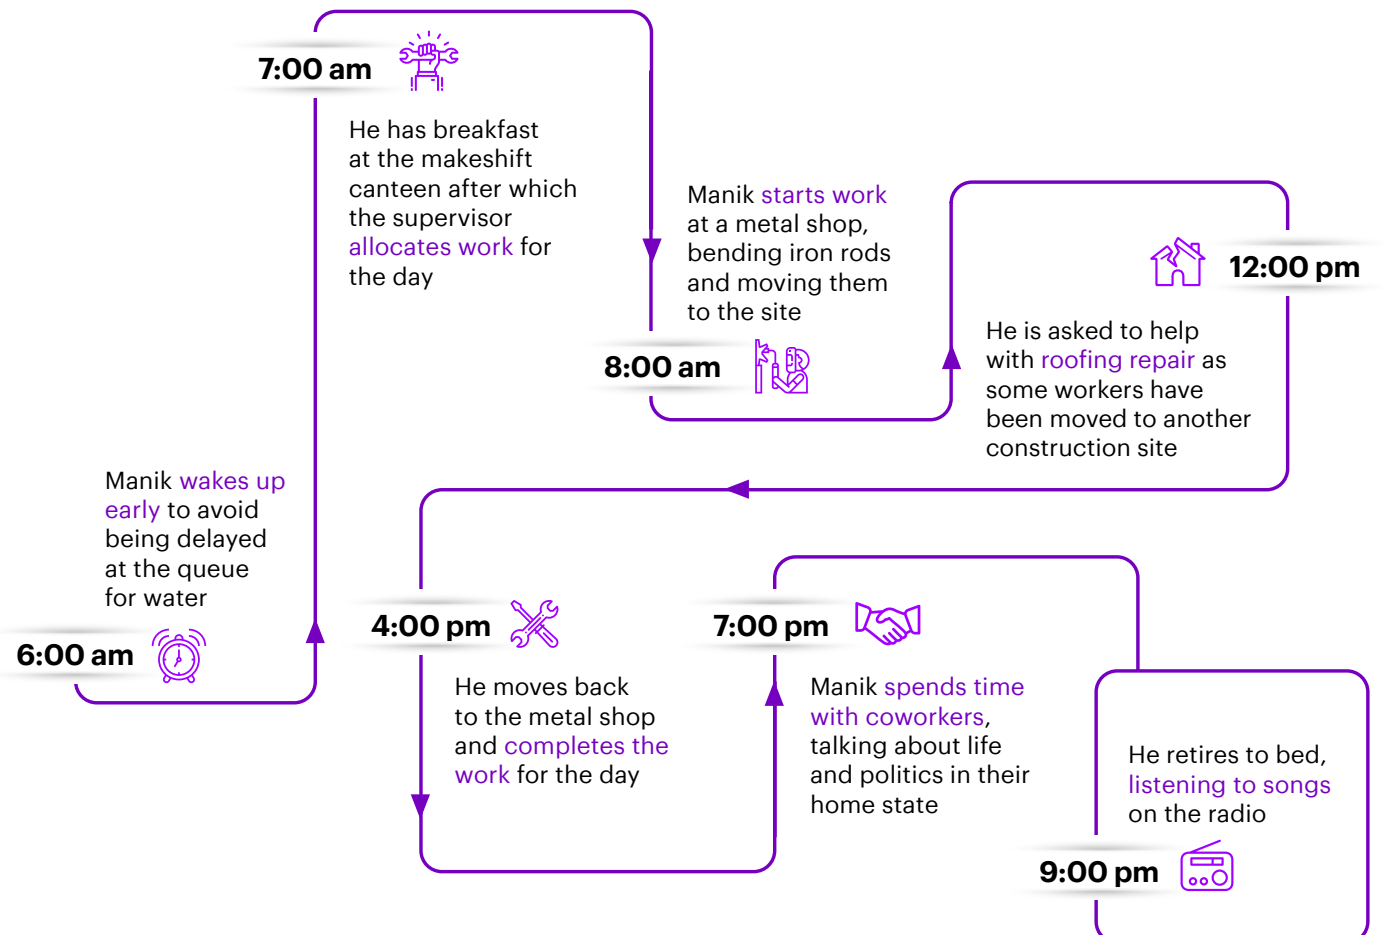 6:00 am
Manik wakes up
early to avoid
being delayed
at the queue
for water
7:00 am
He has breakfast
at the makeshift
canteen after which
the supervisor
allocates work for
the day
8:00 am
Manik starts work
at a metal shop,
bending iron rods
and moving them
to the site
12:00 pm
He is asked to help
with roofing repair as
some workers have
been moved to another
construction site
4:00 pm
He moves back
to the metal shop
and completes the
work for the day
7:00 pm
Manik spends time
with coworkers,
talking about life
and politics in their
home state
9:00 pm
He retires to bed,
listening to songs
on the radio